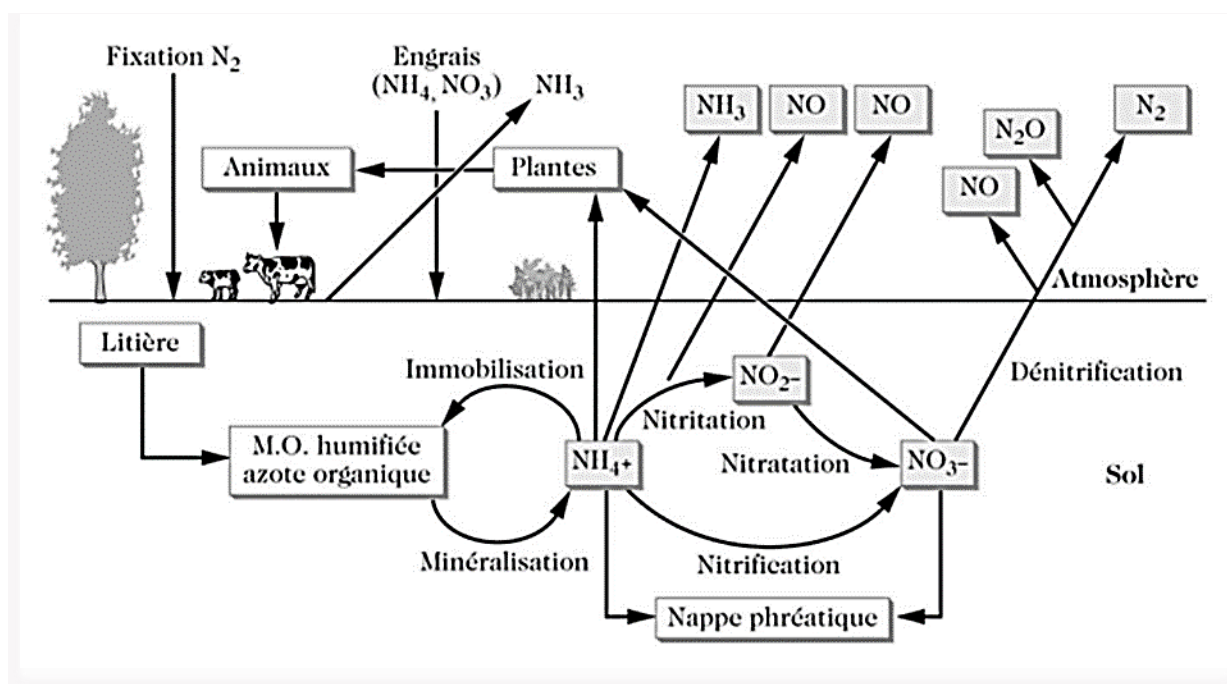 Fixation N₂
Engrais
(NH₄, NO₃)
NH₃
NH₃
NO
NO
N₂O
N₂
NO
Animaux
Plantes
Atmosphère
Litière
Immobilisation
NO₂–
Dénitrification
Nitritation
M.O. humifiée
azote organique
NH₄+
Nitratation
NO₃–
Sol
Minéralisation
Nitrification
Nappe phréatique